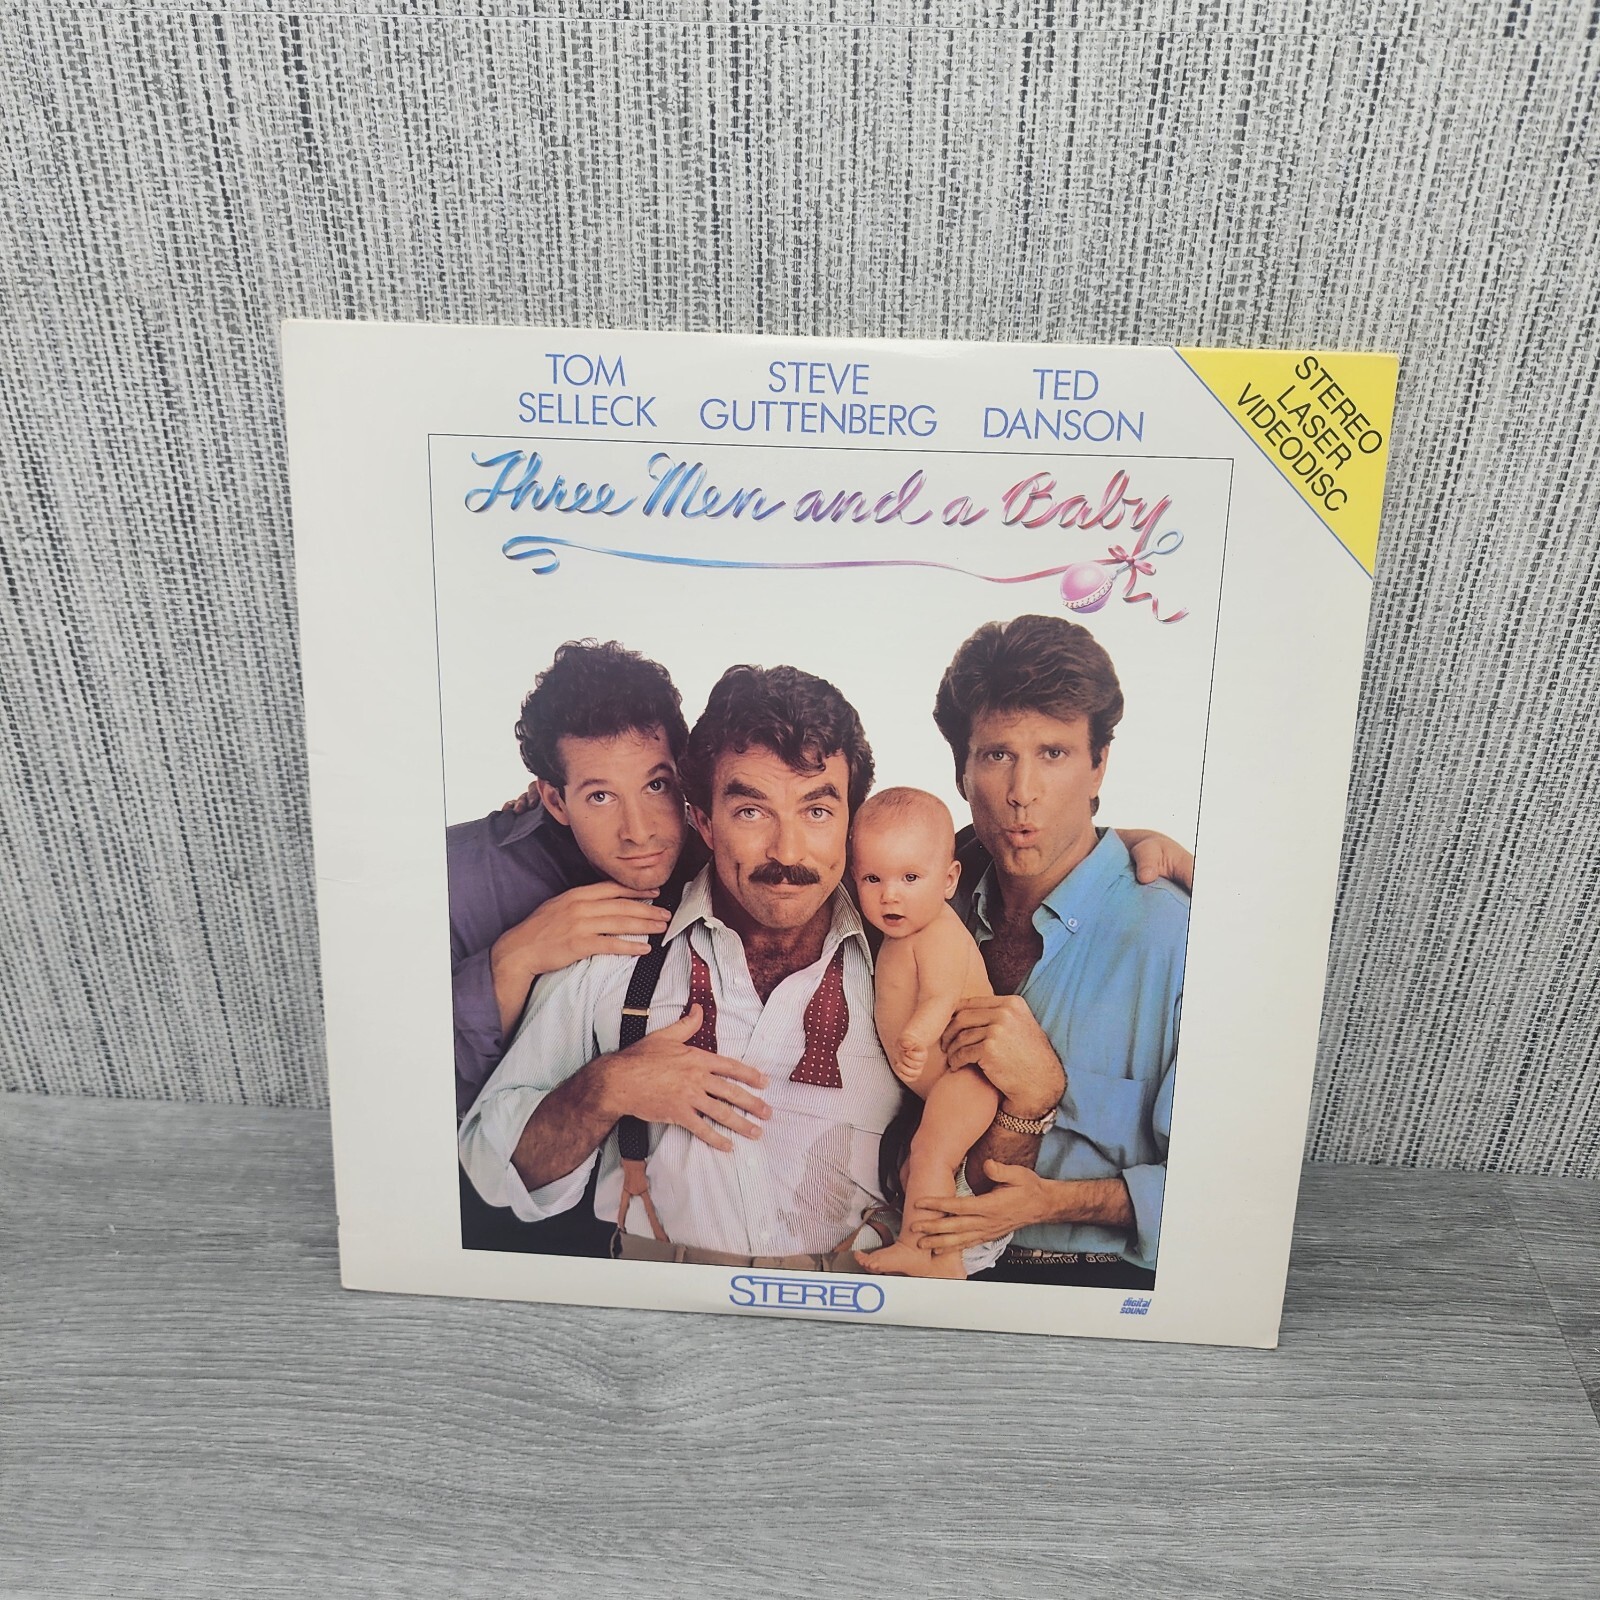 TOM SELLECK
STEVE GUTTENBERG
TED DANSON
STEREO
LASER
VIDEODISC
Three Men and a Baby
STEREO
digital
SOUND